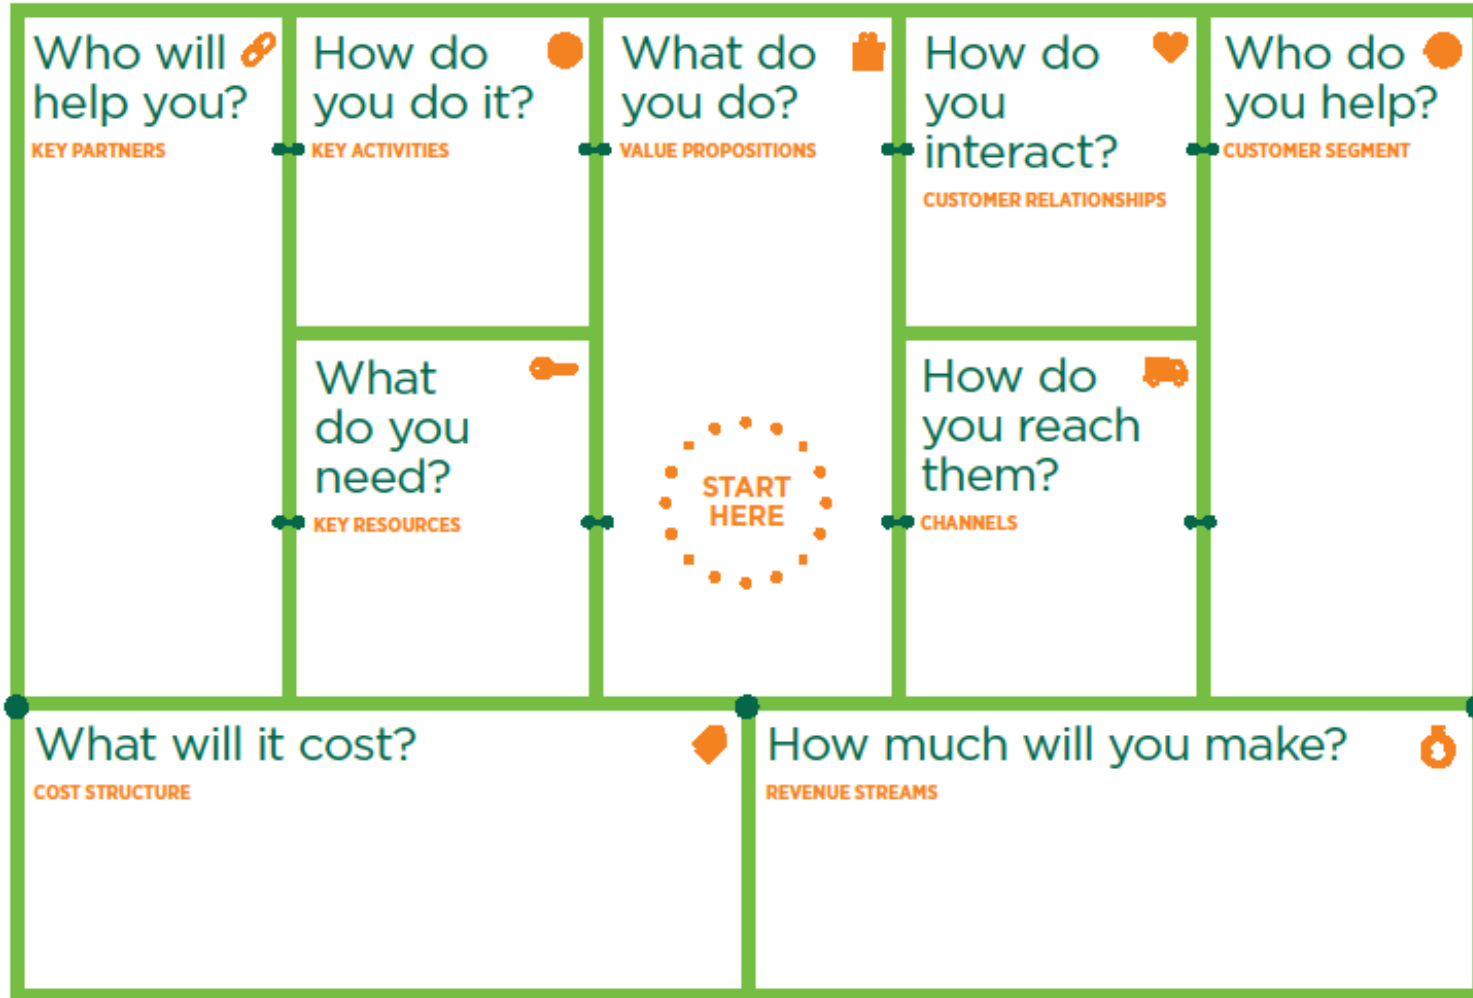 Who will
help you?
KEY PARTNERS
How do
you do it?
KEY ACTIVITIES
What
do you
need?
KEY RESOURCES
What do
you do?
VALUE PROPOSITIONS
START
HERE
How do
you
interact?
CUSTOMER RELATIONSHIPS
How do
you reach
them?
CHANNELS
Who do
you help?
CUSTOMER SEGMENT
What will it cost?
COST STRUCTURE
How much will you make?
REVENUE STREAMS